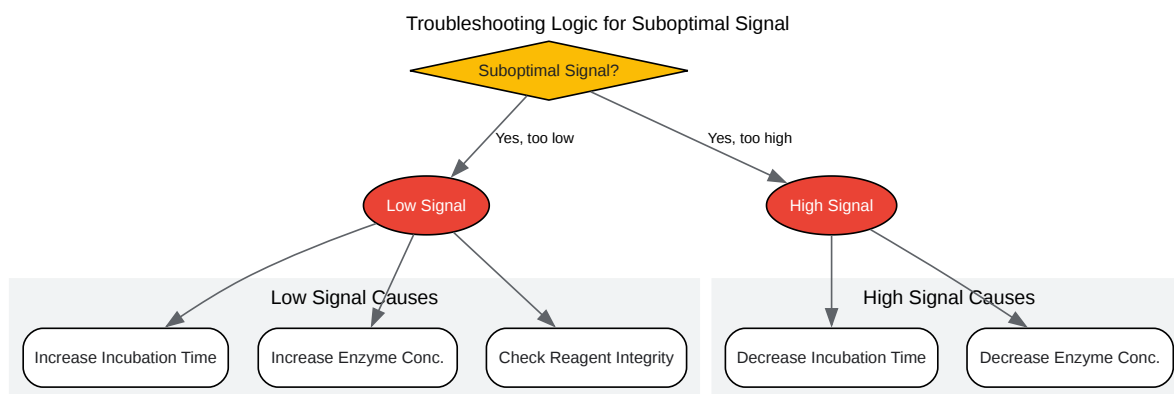 Troubleshooting Logic for Suboptimal Signal
Suboptimal Signal?
Yes, too low
Yes, too high
Low Signal
High Signal
Low Signal Causes
High Signal Causes
Increase Incubation Time
Increase Enzyme Conc.
Check Reagent Integrity
Decrease Incubation Time
Decrease Enzyme Conc.